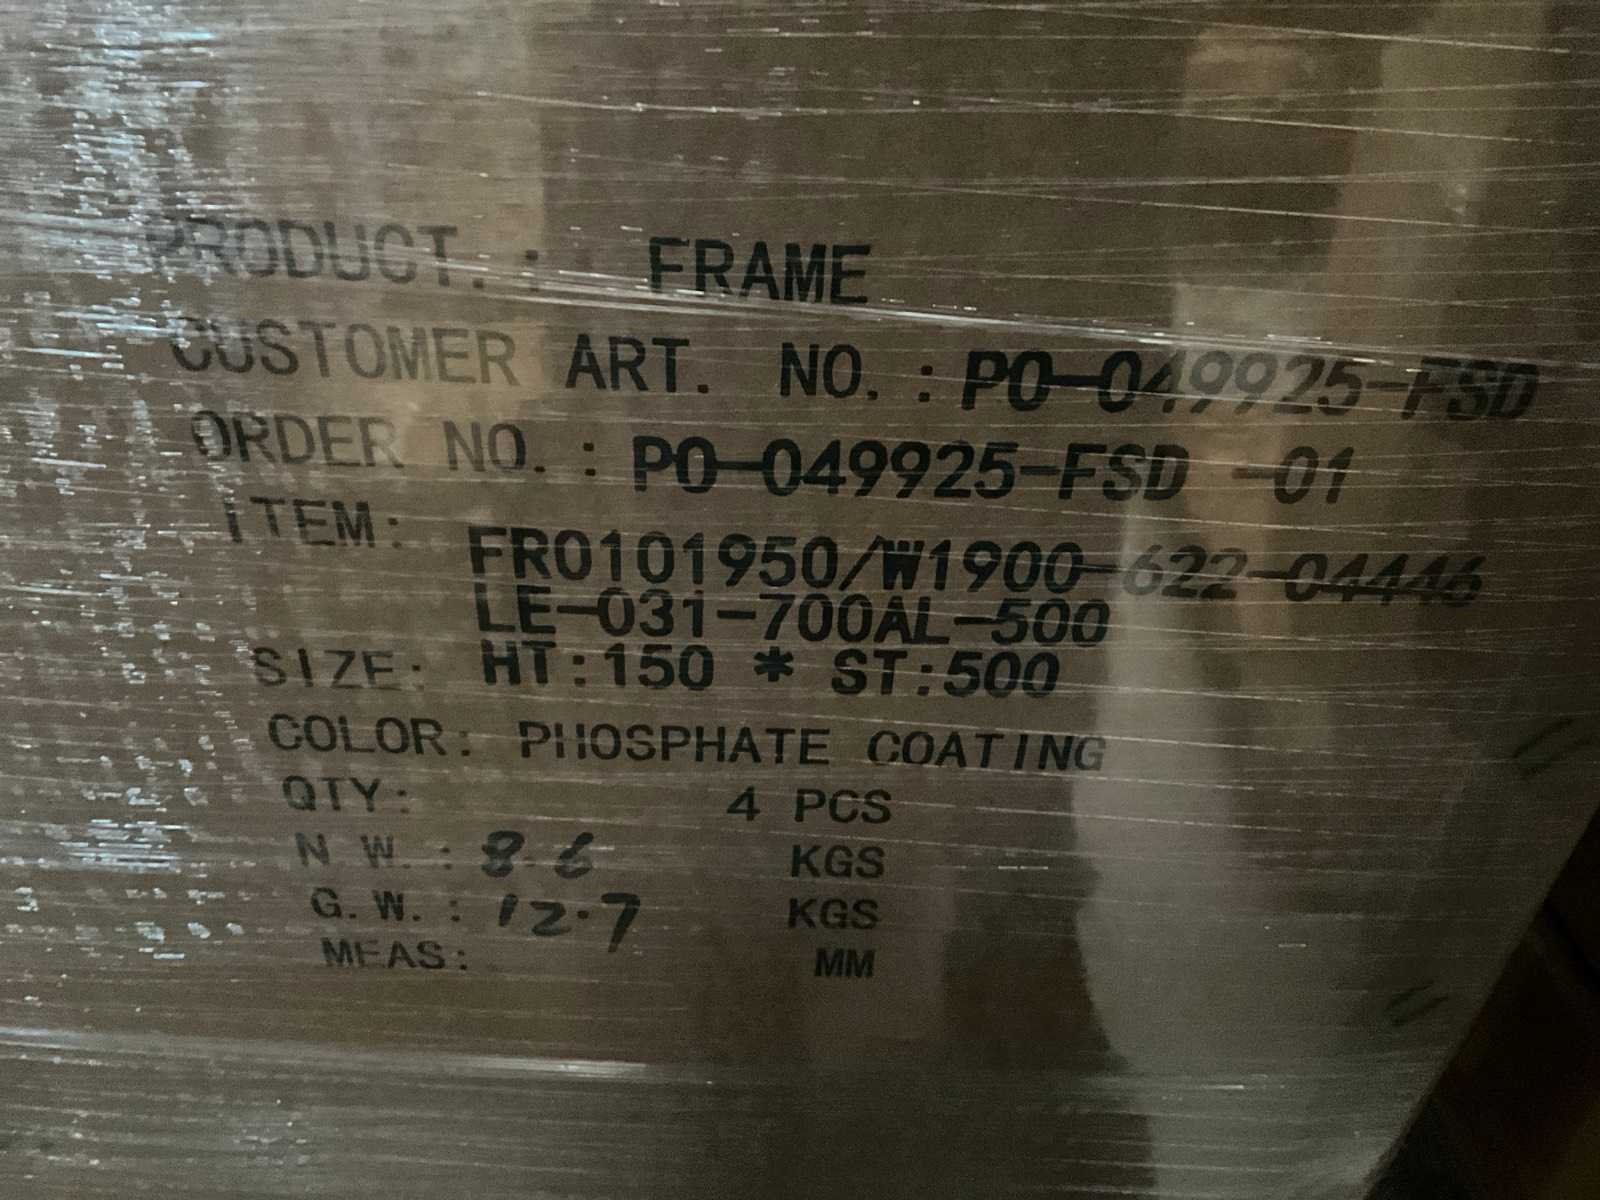 PRODUCT.: FRAME
CUSTOMER ART. NO.: PO-049925-FSD
ORDER NO.: PO-049925-FSD -01
ITEM: FR0101950/W1900-622-04446
LE-031-700AL-500
SIZE: HT:150 * ST:500
COLOR: PHOSPHATE COATING
QTY: 4 PCS
N.W.: 8.6 KGS
G.W.: 12.7 KGS
MEAS: MM